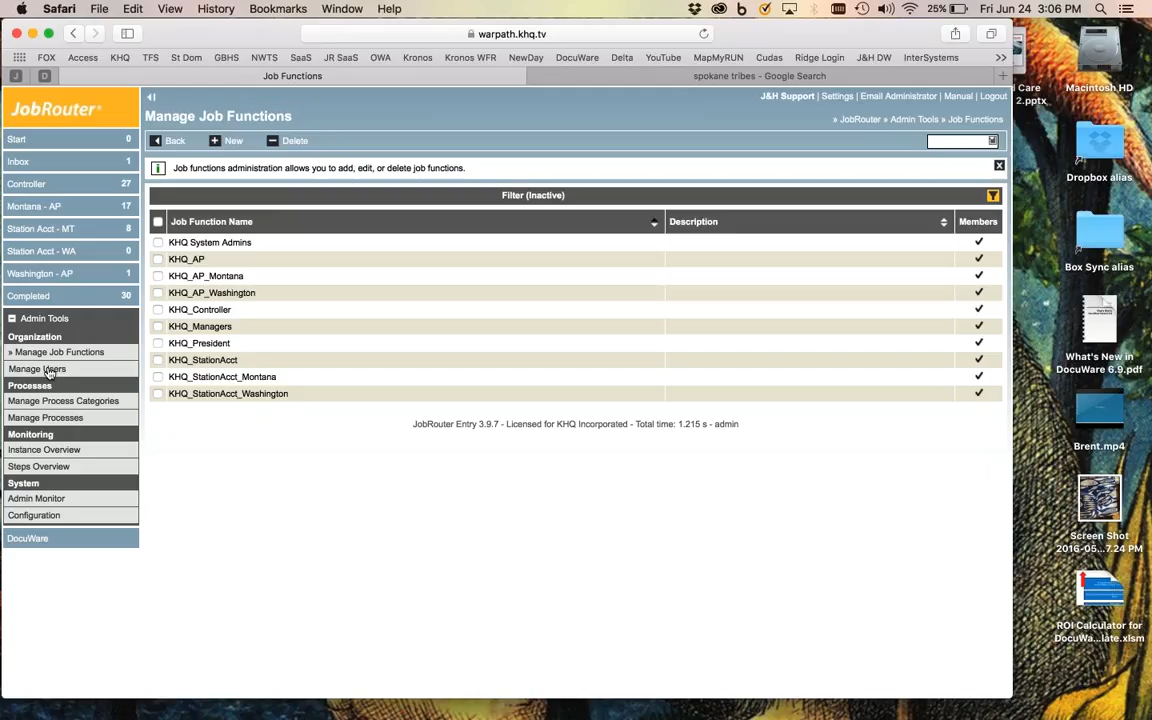 Safari File Edit View History Bookmarks Window Help 25% Fri Jun 24 3:06 PM
warpath.khq.tv
FOX Access KHQ TFS St Dom GBHS NWTS SaaS JR SaaS OWA Kronos Kronos WFR NewDay DocuWare Delta YouTube MapMyRUN Cudas Ridge Login J&H DW InterSystems
J D Job Functions spokane tribes - Google Search
JobRouter
J&H Support | Settings | Email Administrator | Manual | Logout
Manage Job Functions
» JobRouter » Admin Tools » Job Functions
Back New Delete
Job functions administration allows you to add, edit, or delete job functions.
Filter (Inactive)
Job Function Name Description Members
KHQ System Admins
KHQ_AP
KHQ_AP_Montana
KHQ_AP_Washington
KHQ_Controller
KHQ_Managers
KHQ_President
KHQ_StationAcct
KHQ_StationAcct_Montana
KHQ_StationAcct_Washington
JobRouter Entry 3.9.7 - Licensed for KHQ Incorporated - Total time: 1.215 s - admin
Start 0
Inbox 1
Controller 27
Montana - AP 17
Station Acct - MT 8
Station Acct - WA 0
Washington - AP 1
Completed 30
Admin Tools
Organization
» Manage Job Functions
Manage Users
Processes
Manage Process Categories
Manage Processes
Monitoring
Instance Overview
Steps Overview
System
Admin Monitor
Configuration
DocuWare
Care
2.pptx
Macintosh HD
Dropbox alias
Box Sync alias
What's New in
DocuWare 6.9.pdf
Brent.mp4
Screen Shot
2016-05...7.24 PM
ROI Calculator for
DocuWa...late.xlsm